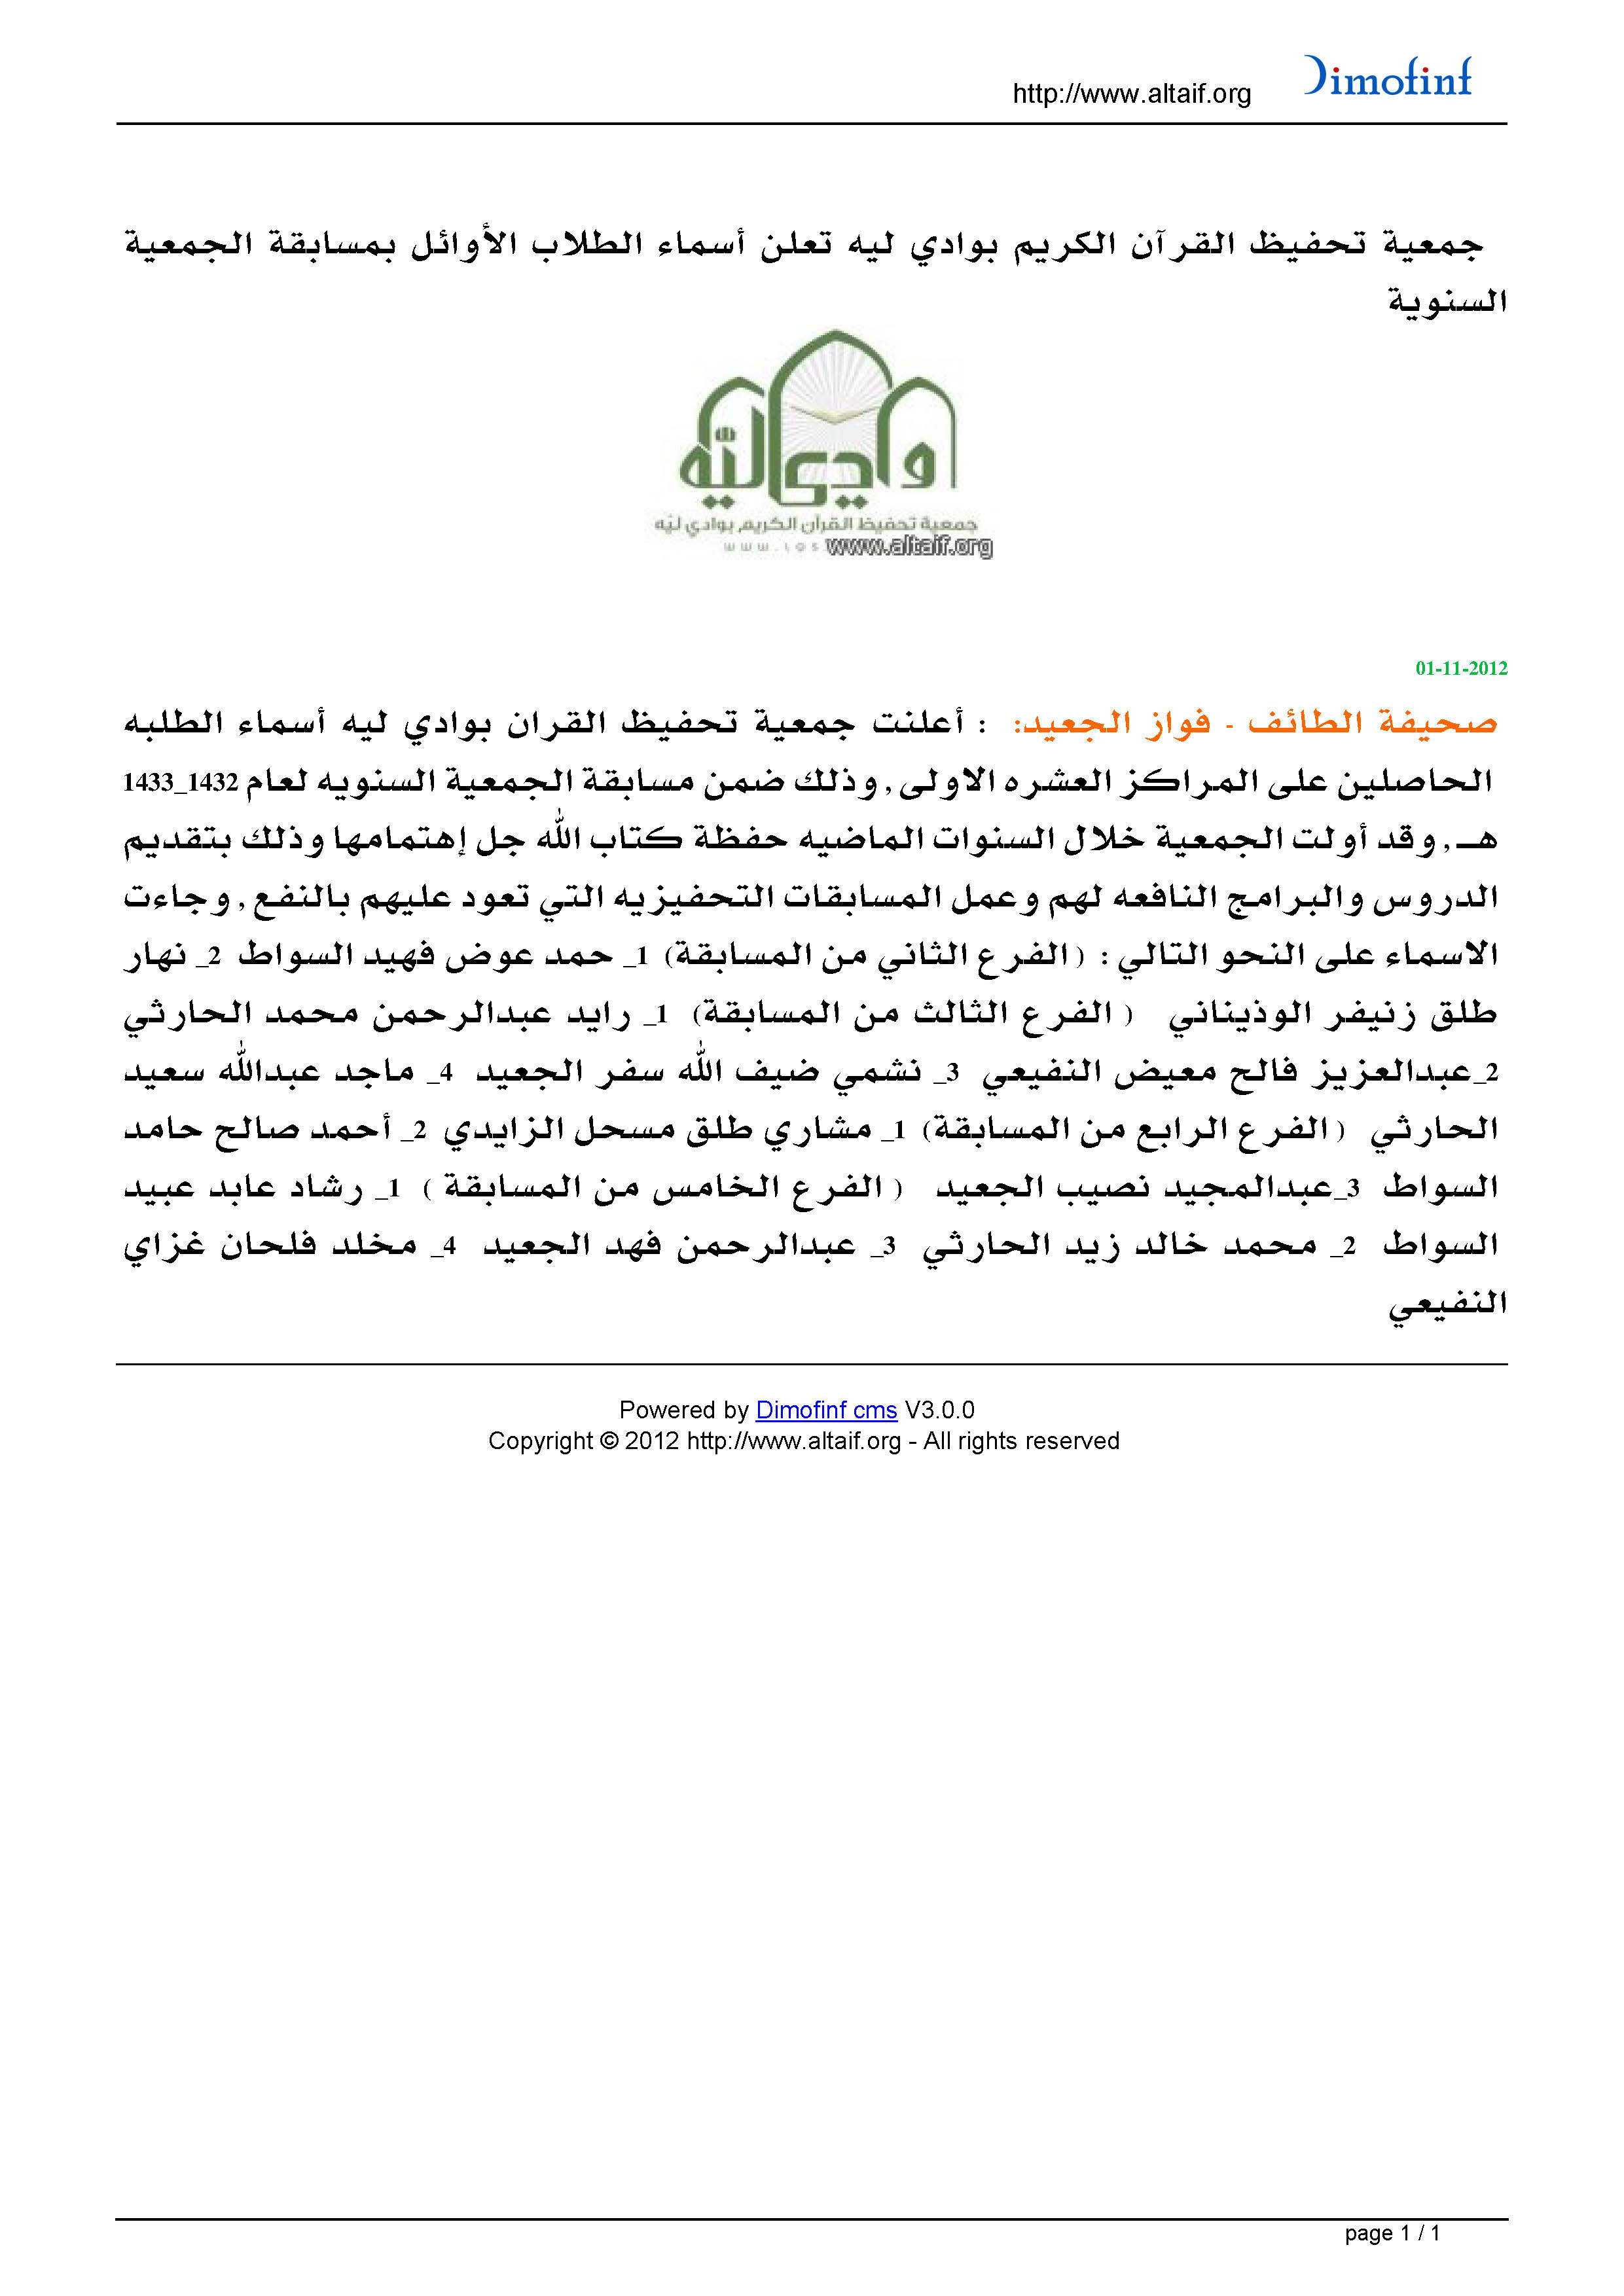 http://www.altaif.org
Dimofinf
جمعية تحفيظ القرآن الكريم بوادي ليه تعلن أسماء الطلاب الأوائل بمسابقة الجمعية
السنوية
وادي ليّه
جمعية تحفيظ القرآن الكريم بوادي ليّه
www.altaif.org
01-11-2012
صحيفة الطائف - فواز الجعيد: : أعلنت جمعية تحفيظ القران بوادي ليه أسماء الطلبه
الحاصلين على المراكز العشره الاولى , وذلك ضمن مسابقة الجمعية السنويه لعام 1432_1433
هـ , وقد أولت الجمعية خلال السنوات الماضيه حفظة كتاب الله جل إهتمامها وذلك بتقديم
الدروس والبرامج النافعه لهم وعمل المسابقات التحفيزيه التي تعود عليهم بالنفع , وجاءت
الاسماء على النحو التالي : ( الفرع الثاني من المسابقة) 1_ حمد عوض فهيد السواط 2_ نهار
طلق زنيفر الوذيناني ( الفرع الثالث من المسابقة) 1_ رايد عبدالرحمن محمد الحارثي
2_عبدالعزيز فالح معيض النفيعي 3_ نشمي ضيف الله سفر الجعيد 4_ ماجد عبدالله سعيد
الحارثي ( الفرع الرابع من المسابقة) 1_ مشاري طلق مسحل الزايدي 2_ أحمد صالح حامد
السواط 3_عبدالمجيد نصيب الجعيد ( الفرع الخامس من المسابقة ) 1_ رشاد عابد عبيد
السواط 2_ محمد خالد زيد الحارثي 3_ عبدالرحمن فهد الجعيد 4_ مخلد فلحان غزاي
النفيعي
Powered by Dimofinf cms V3.0.0
Copyright © 2012 http://www.altaif.org - All rights reserved
page 1 / 1